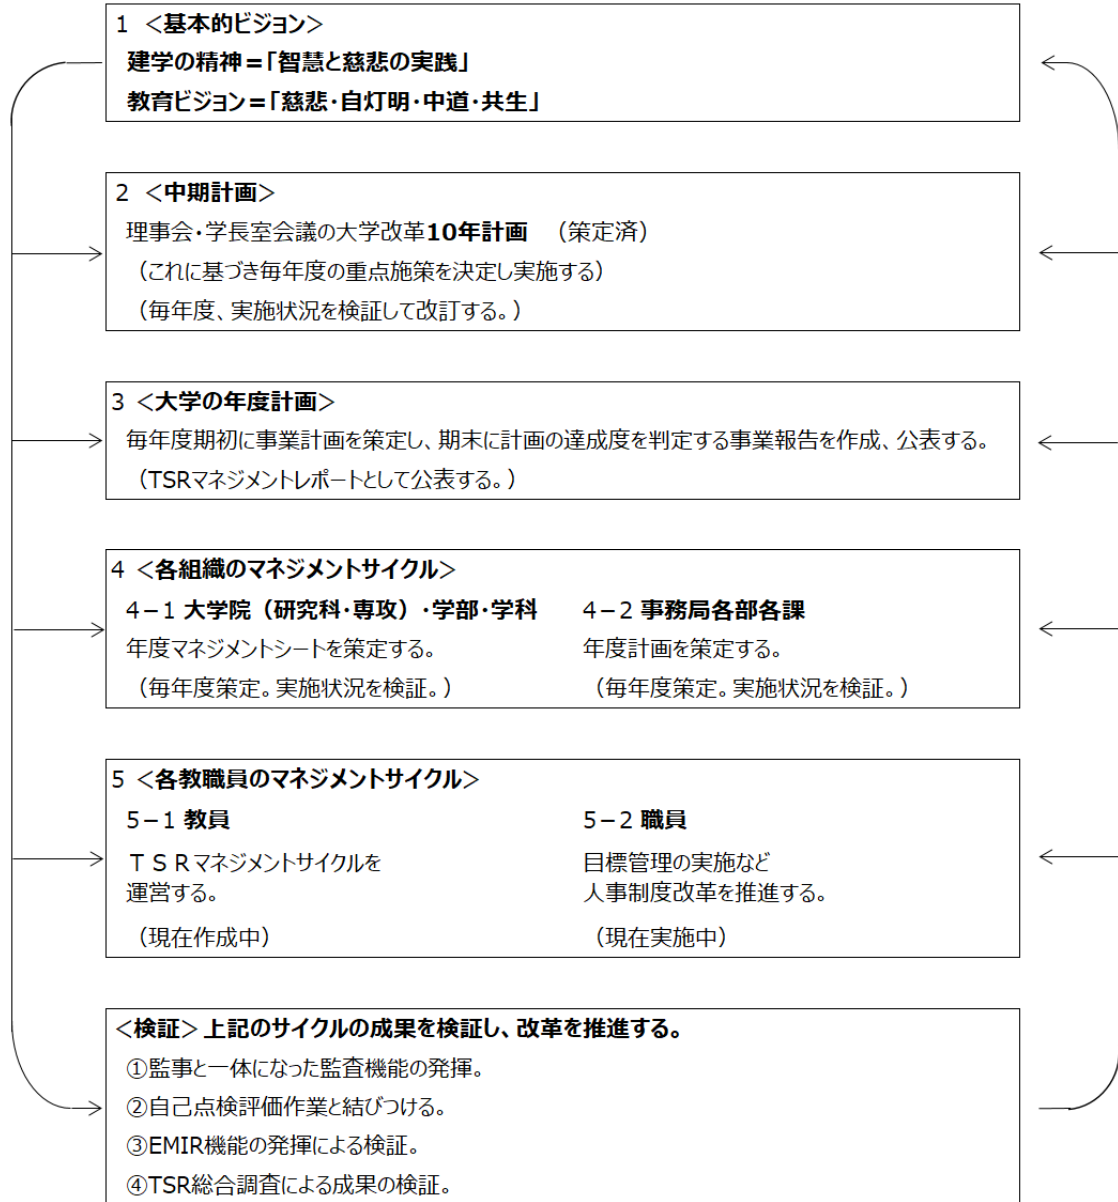 1 <基本的ビジョン>
建学の精神=「智慧と慈悲の実践」
教育ビジョン=「慈悲・自灯明・中道・共生」
2 <中期計画>
理事会・学長室会議の大学改革10年計画 (策定済)
(これに基づき毎年度の重点施策を決定し実施する)
(毎年度、実施状況を検証して改訂する。)
3 <大学の年度計画>
毎年度期初に事業計画を策定し、期末に計画の達成度を判定する事業報告を作成、公表する。
(TSRマネジメントレポートとして公表する。)
4 <各組織のマネジメントサイクル>
4-1 大学院(研究科・専攻)・学部・学科
年度マネジメントシートを策定する。
(毎年度策定。実施状況を検証。)
4-2 事務局各部各課
年度計画を策定する。
(毎年度策定。実施状況を検証。)
5 <各教職員のマネジメントサイクル>
5-1 教員
TSRマネジメントサイクルを
運営する。
(現在作成中)
5-2 職員
目標管理の実施など
人事制度改革を推進する。
(現在実施中)
<検証>上記のサイクルの成果を検証し、改革を推進する。
①監事と一体になった監査機能の発揮。
②自己点検評価作業と結びつける。
③EMIR機能の発揮による検証。
④TSR総合調査による成果の検証。